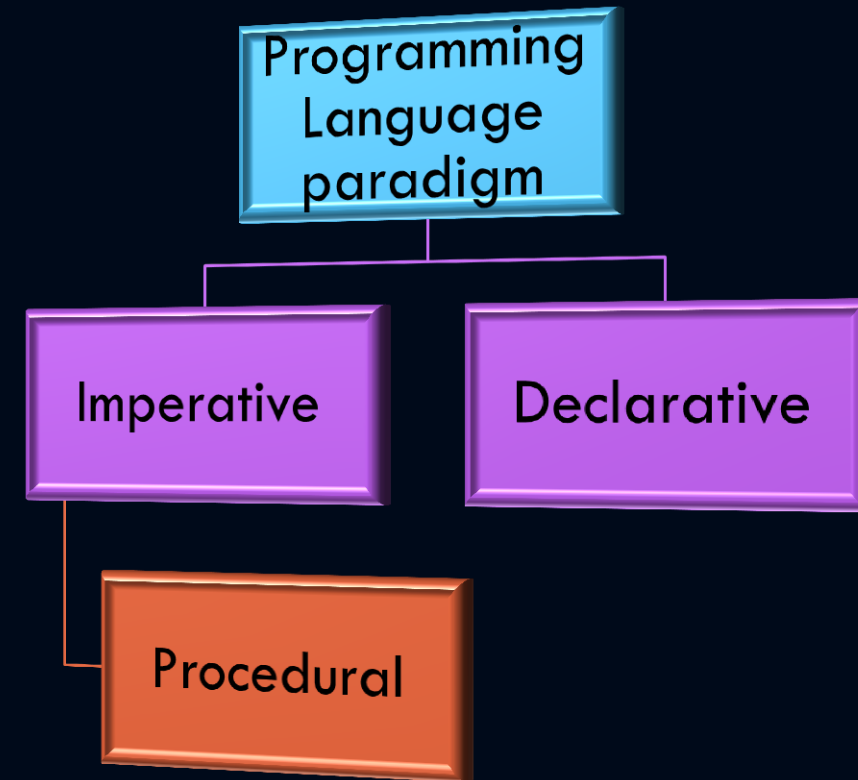 Programming
Language
paradigm
Imperative
Declarative
Procedural